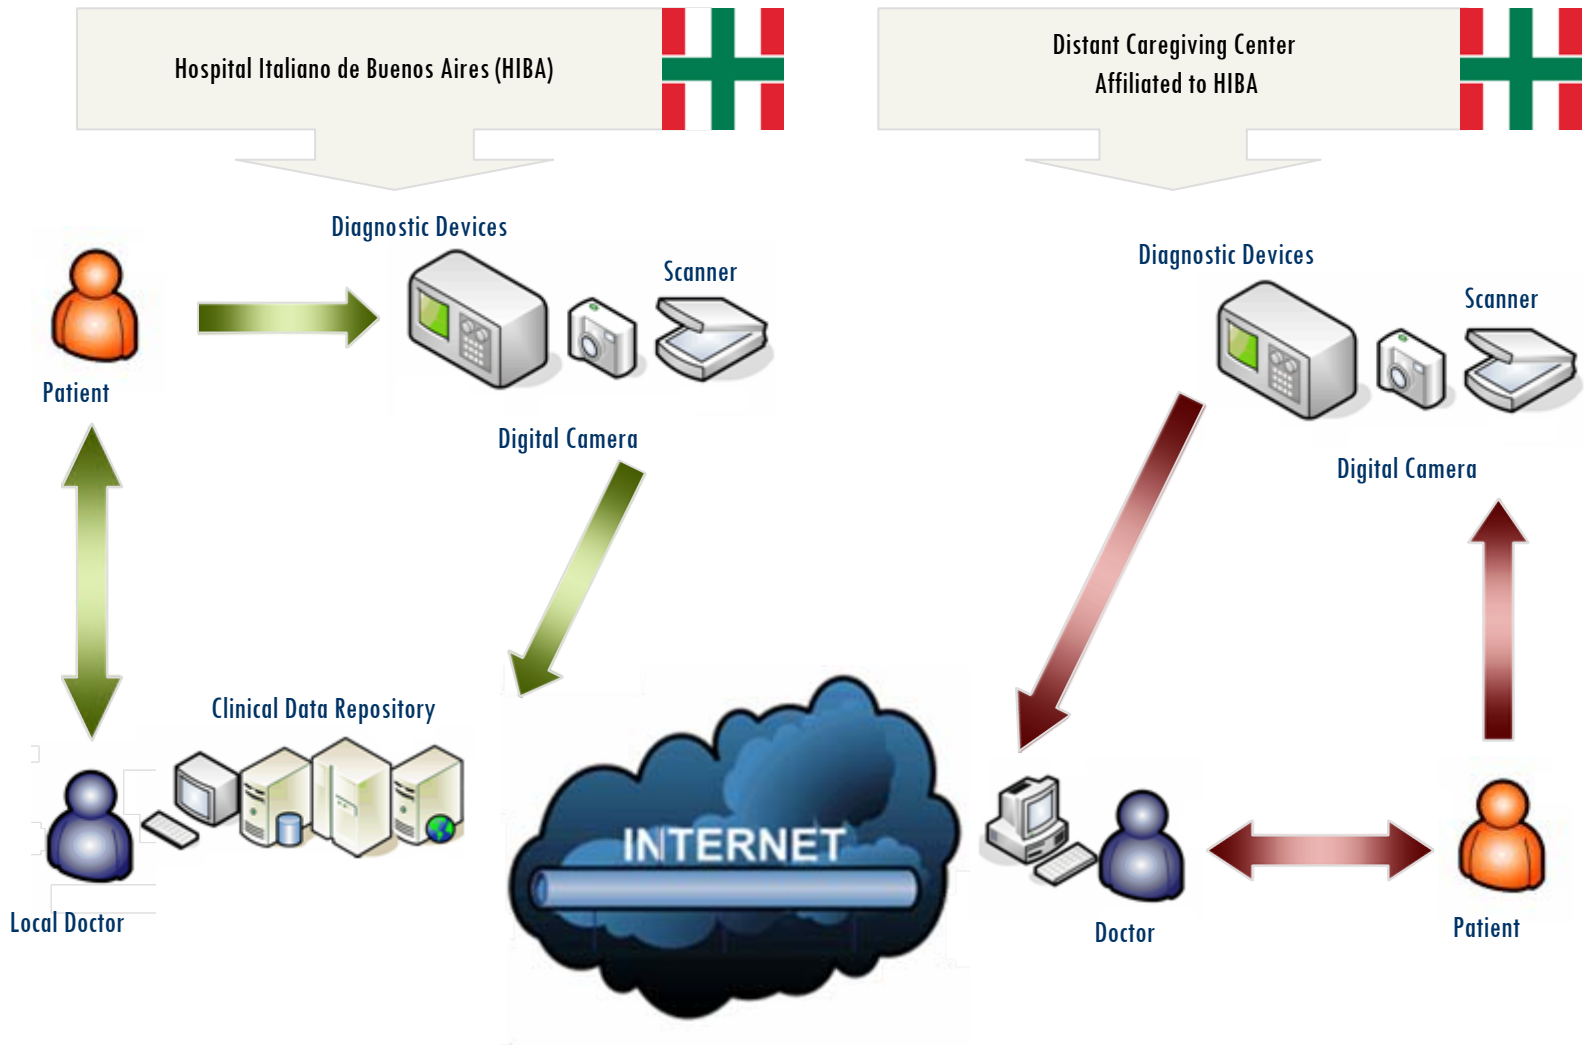 Hospital Italiano de Buenos Aires (HIBA)
Distant Caregiving Center
Affiliated to HIBA
Diagnostic Devices
Scanner
Patient
Digital Camera
Clinical Data Repository
Local Doctor
INTERNET
Diagnostic Devices
Scanner
Digital Camera
Doctor
Patient